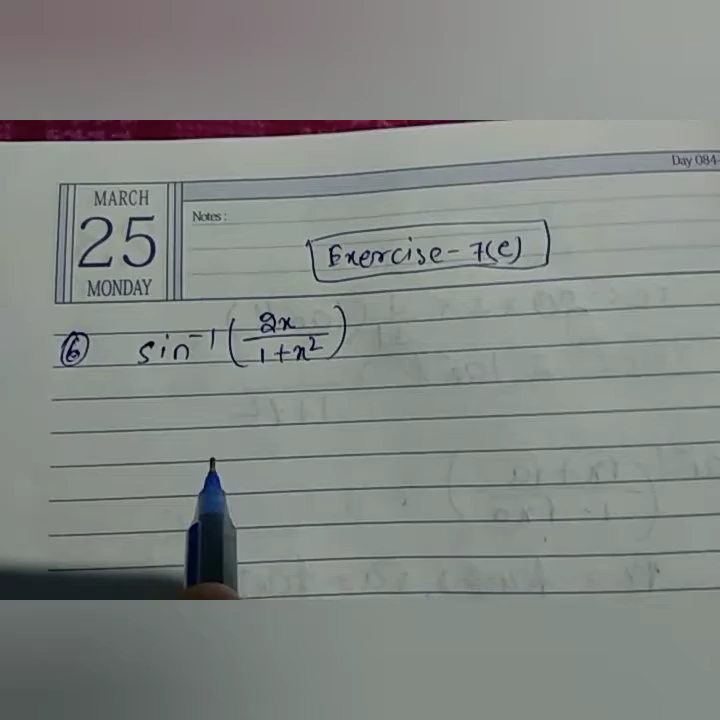 Day 084-
MARCH
25
MONDAY
Notes :
Exercise - 7(e)
⑥ sin⁻¹(2x/(1+x²))